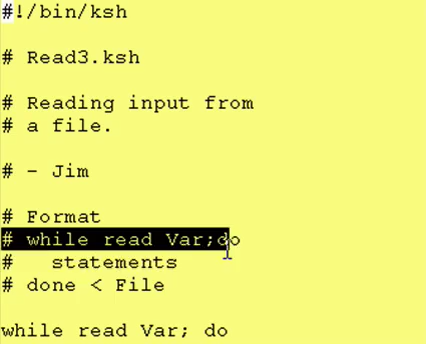 #!/bin/ksh
# Read3.ksh
# Reading input from
# a file.
# - Jim
# Format
# while read Var;do
#   statements
# done < File
while read Var; do